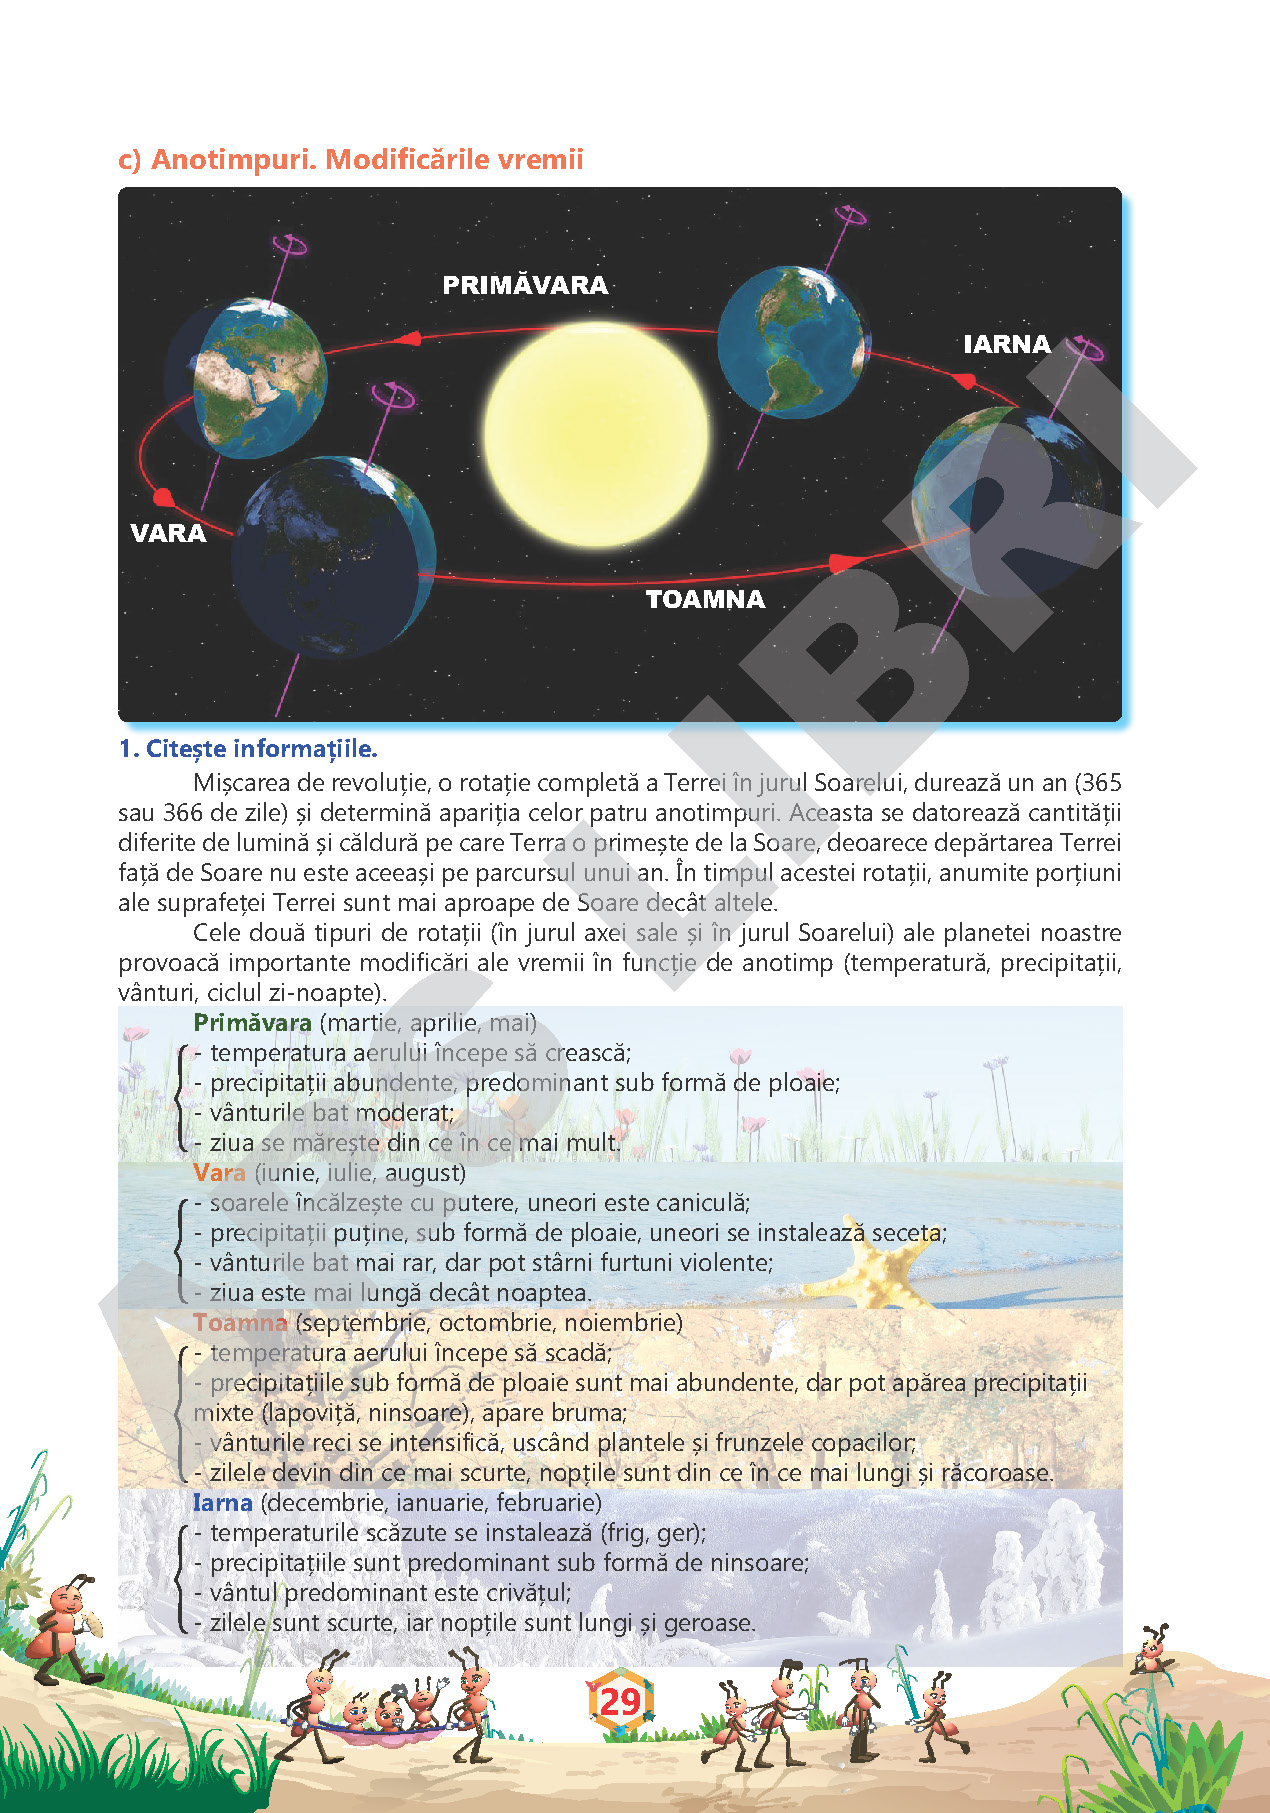 c) Anotimpuri. Modificările vremii
PRIMĂVARA
IARNA
VARA
TOAMNA
1. Citește informațiile.
Mișcarea de revoluție, o rotație completă a Terrei în jurul Soarelui, durează un an (365
sau 366 de zile) și determină apariția celor patru anotimpuri. Aceasta se datorează cantității
diferite de lumină și căldură pe care Terra o primește de la Soare, deoarece depărtarea Terrei
față de Soare nu este aceeași pe parcursul unui an. În timpul acestei rotații, anumite porțiuni
ale suprafeței Terrei sunt mai aproape de Soare decât altele.
Cele două tipuri de rotații (în jurul axei sale și în jurul Soarelui) ale planetei noastre
provoacă importante modificări ale vremii în funcție de anotimp (temperatură, precipitații,
vânturi, ciclul zi-noapte).
Primăvara (martie, aprilie, mai)
- temperatura aerului începe să crească;
- precipitații abundente, predominant sub formă de ploaie;
- vânturile bat moderat;
- ziua se mărește din ce în ce mai mult.
Vara (iunie, iulie, august)
- soarele încălzește cu putere, uneori este caniculă;
- precipitații puține, sub formă de ploaie, uneori se instalează seceta;
- vânturile bat mai rar, dar pot stârni furtuni violente;
- ziua este mai lungă decât noaptea.
Toamna (septembrie, octombrie, noiembrie)
- temperatura aerului începe să scadă;
- precipitațiile sub formă de ploaie sunt mai abundente, dar pot apărea precipitații
mixte (lapoviță, ninsoare), apare bruma;
- vânturile reci se intensifică, uscând plantele și frunzele copacilor;
- zilele devin din ce mai scurte, nopțile sunt din ce în ce mai lungi și răcoroase.
Iarna (decembrie, ianuarie, februarie)
- temperaturile scăzute se instalează (frig, ger);
- precipitațiile sunt predominant sub formă de ninsoare;
- vântul predominant este crivățul;
- zilele sunt scurte, iar nopțile sunt lungi și geroase.
29
ARS LIBRI